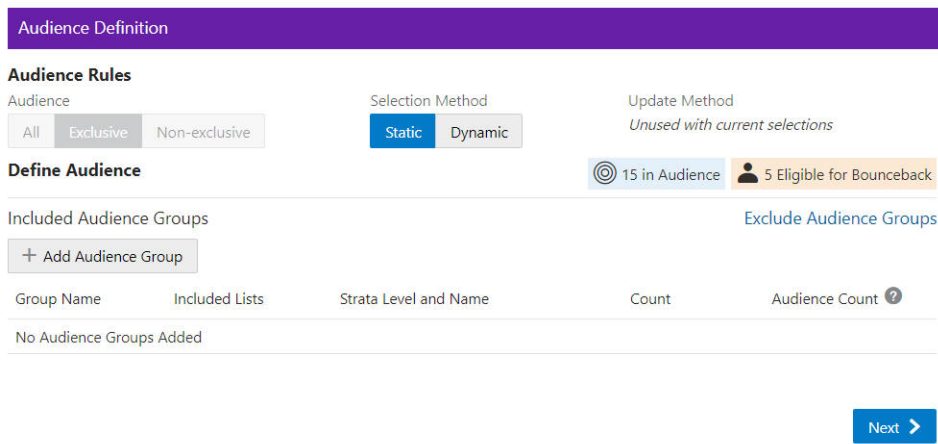 Audience Definition
Audience Rules
Audience Selection Method Update Method
All Exclusive Non-exclusive Static Dynamic Unused with current selections
Define Audience 15 in Audience 5 Eligible for Bounceback
Included Audience Groups Exclude Audience Groups
+ Add Audience Group
Group Name Included Lists Strata Level and Name Count Audience Count ?
No Audience Groups Added
Next